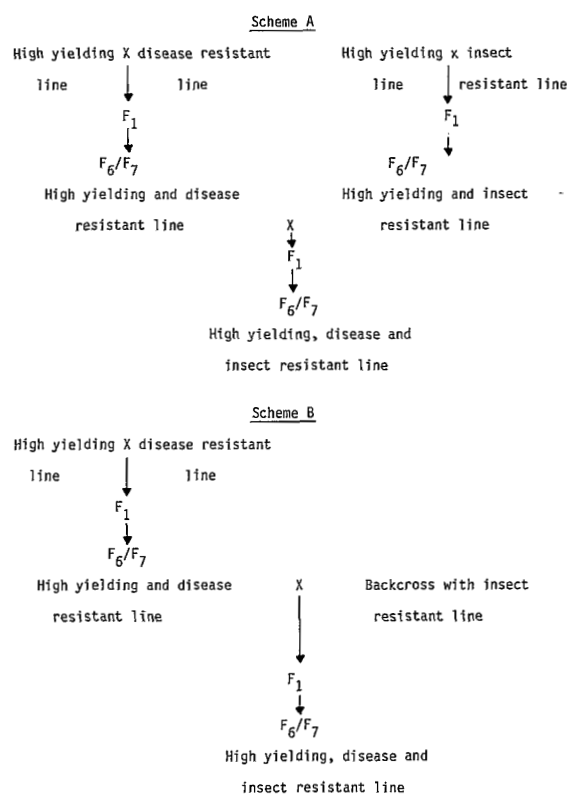 Scheme A
High yielding X disease resistant
line line
High yielding x insect
line resistant line
F1
F1
F6/F7
F6/F7
High yielding and disease
resistant line
High yielding and insect
resistant line
X
F1
F6/F7
High yielding, disease and
insect resistant line
Scheme B
High yielding X disease resistant
line line
F1
F6/F7
High yielding and disease
resistant line
X
Backcross with insect
resistant line
F1
F6/F7
High yielding, disease and
insect resistant line